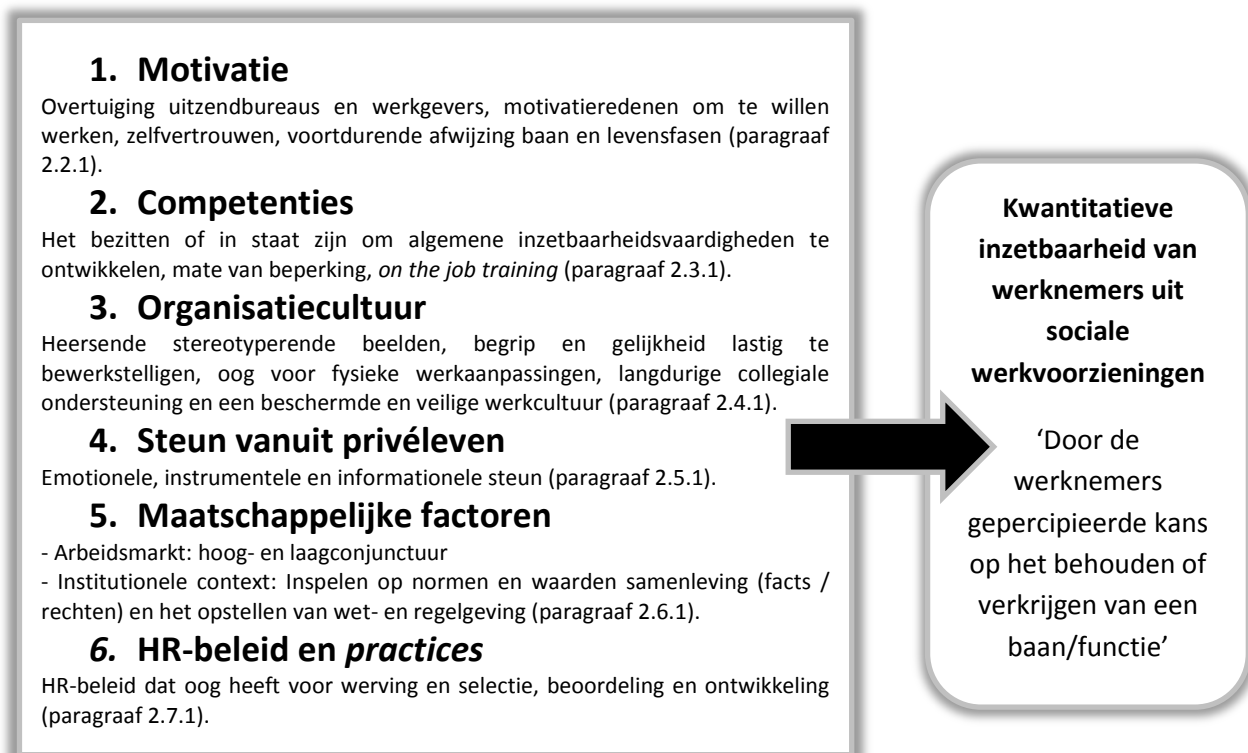 1. Motivatie
Overtuiging uitzendbureaus en werkgevers, motivatieredenen om te willen
werken, zelfvertrouwen, voortdurende afwijzing baan en levensfasen (paragraaf
2.2.1).
2. Competenties
Het bezitten of in staat zijn om algemene inzetbaarheidsvaardigheden te
ontwikkelen, mate van beperking, on the job training (paragraaf 2.3.1).
3. Organisatiecultuur
Heersende stereotyperende beelden, begrip en gelijkheid lastig te
bewerkstelligen, oog voor fysieke werkaanpassingen, langdurige collegiale
ondersteuning en een beschermde en veilige werkcultuur (paragraaf 2.4.1).
4. Steun vanuit privéleven
Emotionele, instrumentele en informationele steun (paragraaf 2.5.1).
5. Maatschappelijke factoren
- Arbeidsmarkt: hoog- en laagconjunctuur
- Institutionele context: Inspelen op normen en waarden samenleving (facts /
rechten) en het opstellen van wet- en regelgeving (paragraaf 2.6.1).
6. HR-beleid en practices
HR-beleid dat oog heeft voor werving en selectie, beoordeling en ontwikkeling
(paragraaf 2.7.1).
Kwantitatieve
inzetbaarheid van
werknemers uit
sociale
werkvoorzieningen
‘Door de
werknemers
gepercipieerde kans
op het behouden of
verkrijgen van een
baan/functie’